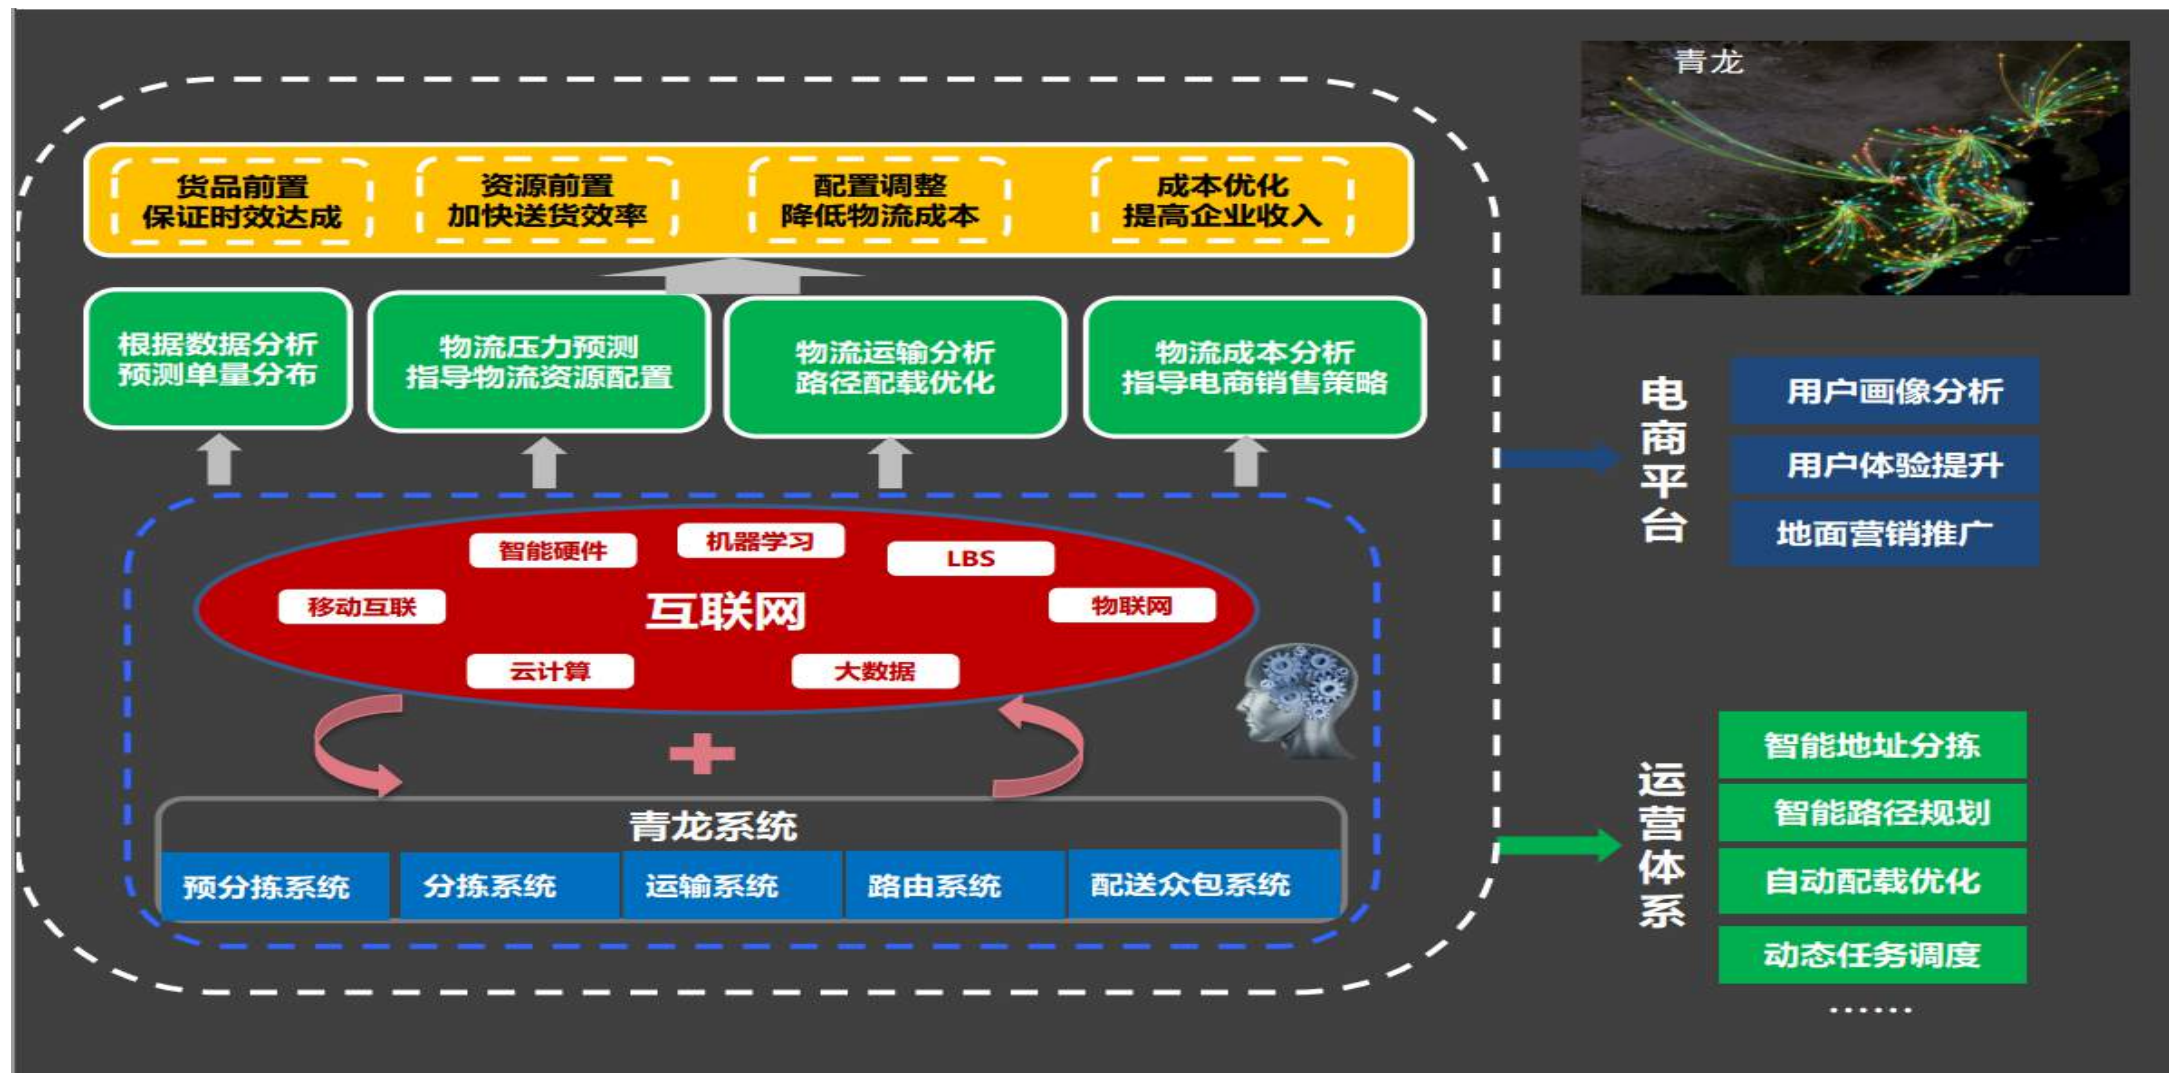 青龙
货品前置
保证时效达成
资源前置
加快送货效率
配置调整
降低物流成本
成本优化
提高企业收入
根据数据分析
预测单量分布
物流压力预测
指导物流资源配置
物流运输分析
路径配载优化
物流成本分析
指导电商销售策略
智能硬件
机器学习
LBS
移动互联
互联网
物联网
云计算
大数据
青龙系统
预分拣系统
分拣系统
运输系统
路由系统
配送众包系统
电商平台
用户画像分析
用户体验提升
地面营销推广
运营体系
智能地址分拣
智能路径规划
自动配载优化
动态任务调度
......